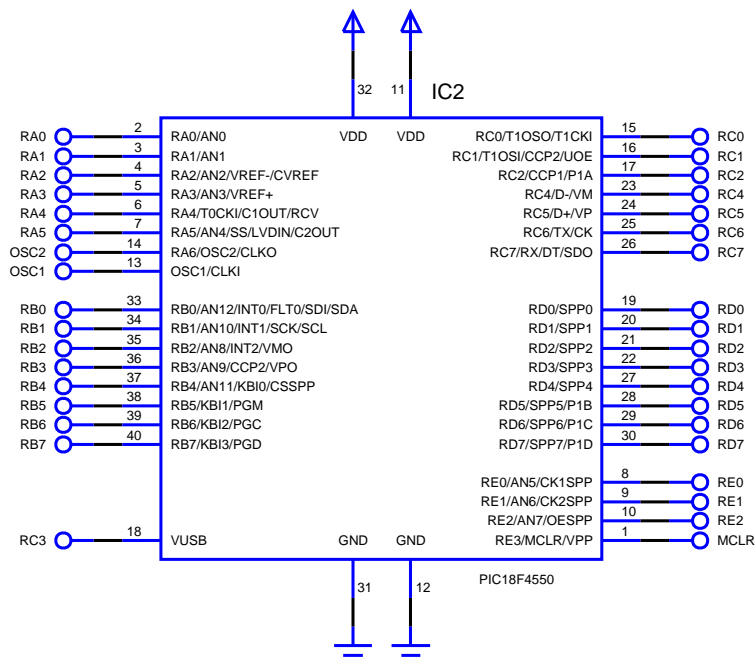 32 11 IC2
VDD VDD
RA0 2 RA0/AN0 RC0/T1OSO/T1CKI 15 RC0
RA1 3 RA1/AN1 RC1/T1OSI/CCP2/UOE 16 RC1
RA2 4 RA2/AN2/VREF-/CVREF RC2/CCP1/P1A 17 RC2
RA3 5 RA3/AN3/VREF+ RC4/D-/VM 23 RC4
RA4 6 RA4/T0CKI/C1OUT/RCV RC5/D+/VP 24 RC5
RA5 7 RA5/AN4/SS/LVDIN/C2OUT RC6/TX/CK 25 RC6
OSC2 14 RA6/OSC2/CLKO RC7/RX/DT/SDO 26 RC7
OSC1 13 OSC1/CLKI
RB0 33 RB0/AN12/INT0/FLT0/SDI/SDA RD0/SPP0 19 RD0
RB1 34 RB1/AN10/INT1/SCK/SCL RD1/SPP1 20 RD1
RB2 35 RB2/AN8/INT2/VMO RD2/SPP2 21 RD2
RB3 36 RB3/AN9/CCP2/VPO RD3/SPP3 22 RD3
RB4 37 RB4/AN11/KBI0/CSSPP RD4/SPP4 27 RD4
RB5 38 RB5/KBI1/PGM RD5/SPP5/P1B 28 RD5
RB6 39 RB6/KBI2/PGC RD6/SPP6/P1C 29 RD6
RB7 40 RB7/KBI3/PGD RD7/SPP7/P1D 30 RD7
RE0/AN5/CK1SPP 8 RE0
RE1/AN6/CK2SPP 9 RE1
RE2/AN7/OESPP 10 RE2
RC3 18 VUSB GND GND RE3/MCLR/VPP 1 MCLR
31 12 PIC18F4550